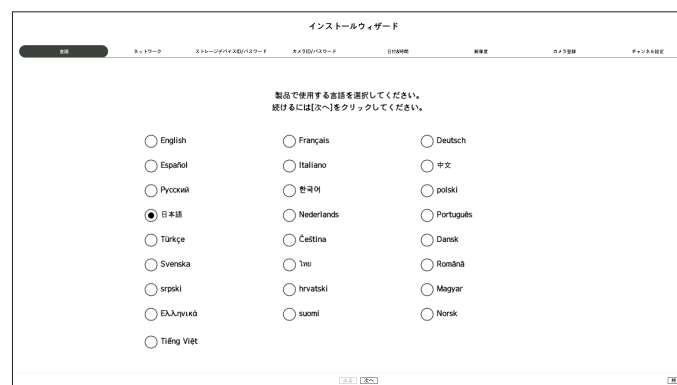 インストールウィザード
言語 ネットワーク ストレージデバイスID/パスワード カメラID/パスワード 日付&時間 解像度 カメラ登録 チャンネル設定
製品で使用する言語を選択してください。
続けるには[次へ]をクリックしてください。
English Français Deutsch
Español Italiano 中文
Русский 한국어 polski
日本語 Nederlands Português
Türkçe Čeština Dansk
Svenska ไทย Română
srpski hrvatski Magyar
Ελληνικά suomi Norsk
Tiếng Việt
戻る 次へ